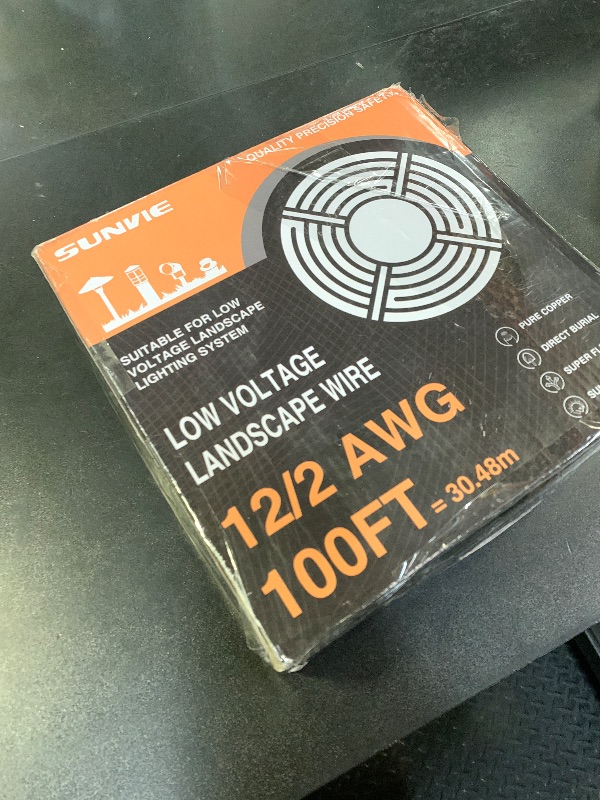 QUALITY PRECISION SAFETY
SUNVIE
SUITABLE FOR LOW
VOLTAGE LANDSCAPE
LIGHTING SYSTEM
LOW VOLTAGE
LANDSCAPE WIRE
12/2 AWG
100FT = 30.48m
PURE COPPER
DIRECT BURIAL
SUPER